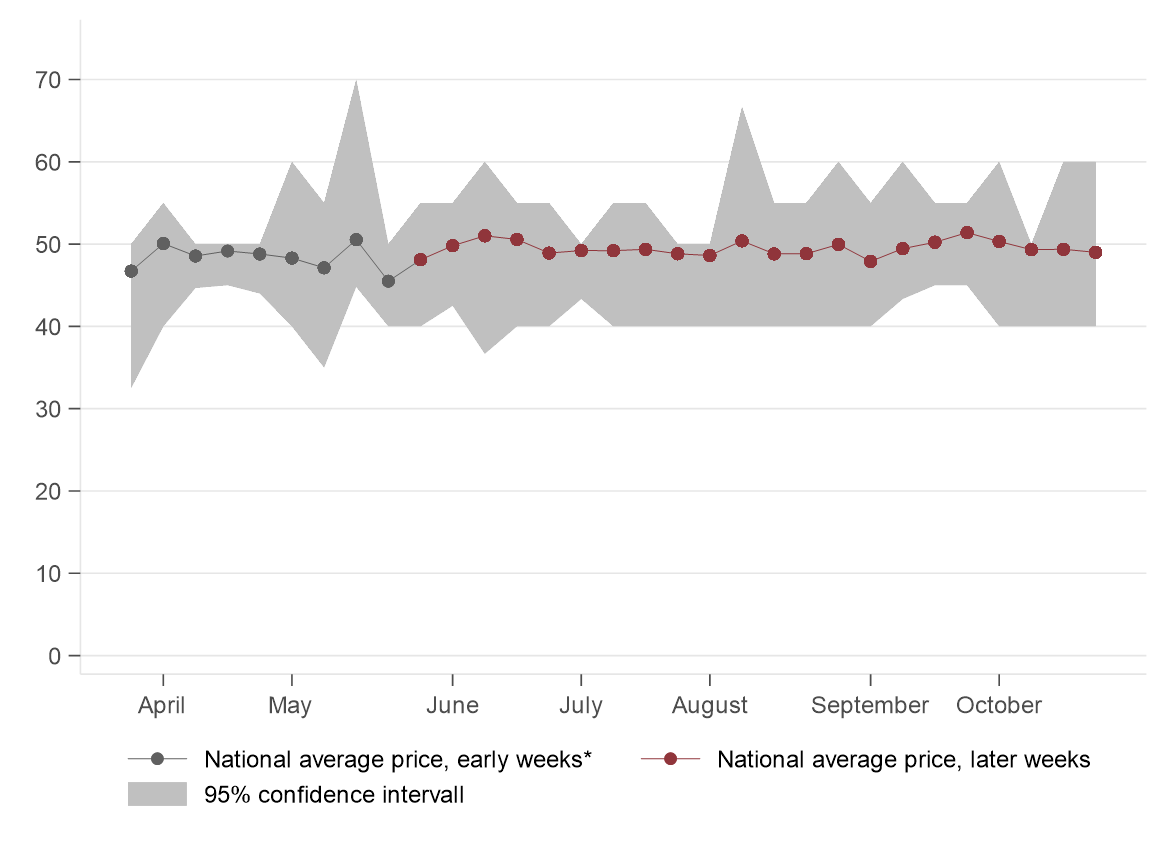 70
60
50
40
30
20
10
0
April May June July August September October
National average price, early weeks* National average price, later weeks
95% confidence intervall